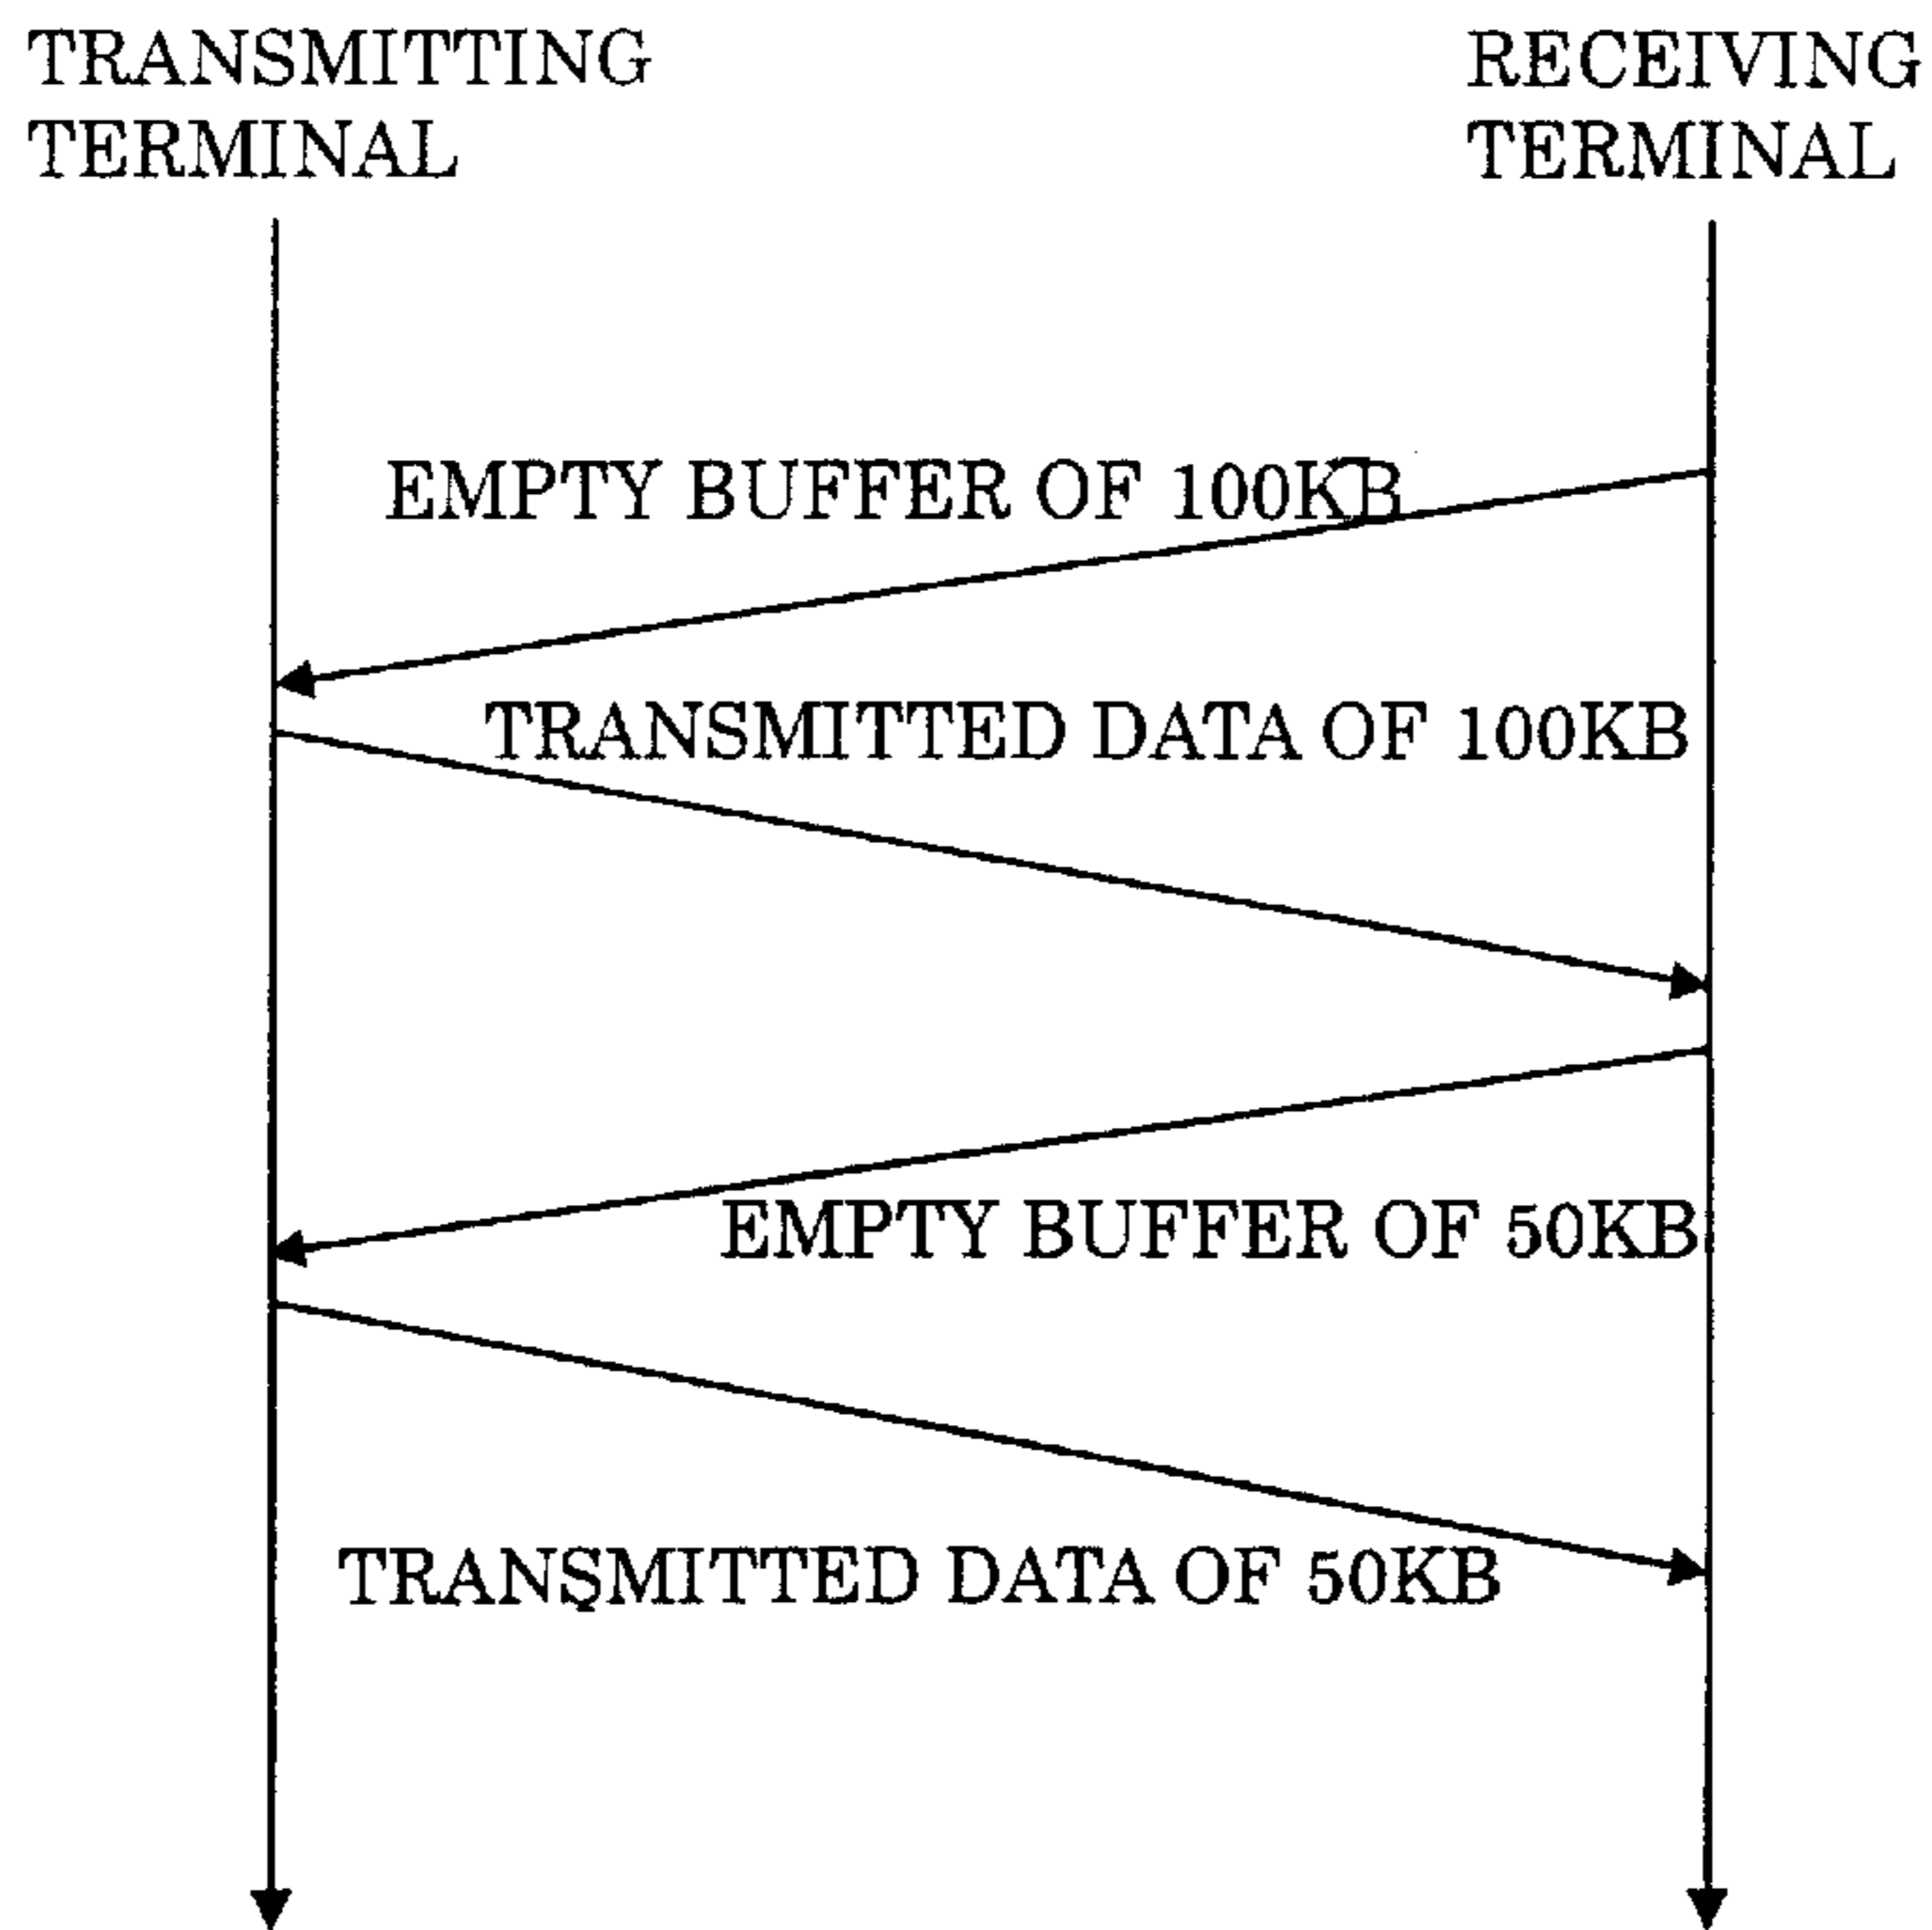 TRANSMITTING
TERMINAL
RECEIVING
TERMINAL
EMPTY BUFFER OF 100KB
TRANSMITTED DATA OF 100KB
EMPTY BUFFER OF 50KB
TRANSMITTED DATA OF 50KB